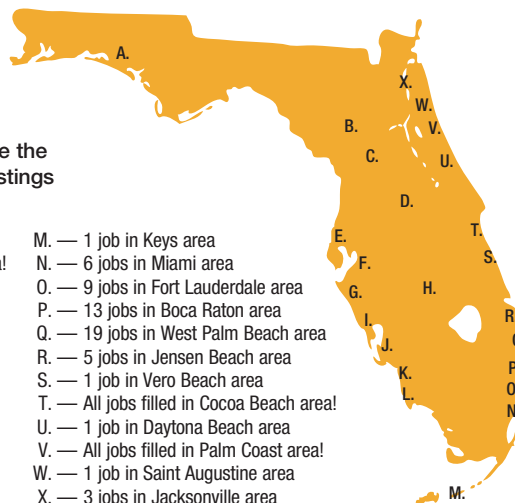 e the
stings
a!
M. — 1 job in Keys area
N. — 6 jobs in Miami area
O. — 9 jobs in Fort Lauderdale area
P. — 13 jobs in Boca Raton area
Q. — 19 jobs in West Palm Beach area
R. — 5 jobs in Jensen Beach area
S. — 1 job in Vero Beach area
T. — All jobs filled in Cocoa Beach area!
U. — 1 job in Daytona Beach area
V. — All jobs filled in Palm Coast area!
W. — 1 job in Saint Augustine area
X. — 3 jobs in Jacksonville area
A.
X.
W.
B.
V.
C.
U.
D.
T.
E.
S.
F.
H.
G.
R
I.
J.
P
K.
O
L.
N
M.